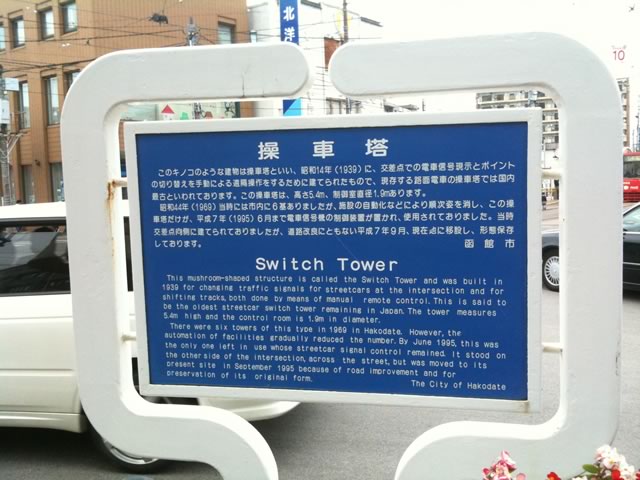 北洋
10
操車塔
このキノコのような建物は操車塔といい、昭和14年(1939)に、交差点での電車信号現示とポイント
の切り替えを手動による遠隔操作をするために建てられたもので、現存する路面電車の操車塔では国内
最古といわれております。この操車塔は、高さ5.4m、制御室直径1.9mあります。
昭和44年(1969)当時には市内に6基ありましたが、施設の自動化などにより順次姿を消し、この操
車塔だけが、平成7年(1995)6月まで電車信号機の制御装置が置かれ、使用されておりました。当時
交差点向側に建てられておりましたが、道路改良にともない平成7年9月、現在地に移設し、形態保存
しております。
函館市
Switch Tower
This mushroom-shaped structure is called the Switch Tower and was built in
1939 for changing traffic signals for streetcars at the intersection and for
shifting tracks, both done by means of manual remote control. This is said to
be the oldest streetcar switch tower remaining in Japan. The tower measures
5.4m high and the control room is 1.9m in diameter.
There were six towers of this type in 1969 in Hakodate. However, the
automation of facilities gradually reduced the number. By June 1995, this was
the only one left in use whose streetcar signal control remained. It stood on
the other side of the intersection, across the street, but was moved to its
present site in September 1995 because of road improvement and for
preservation of its original form.
The City of Hakodate